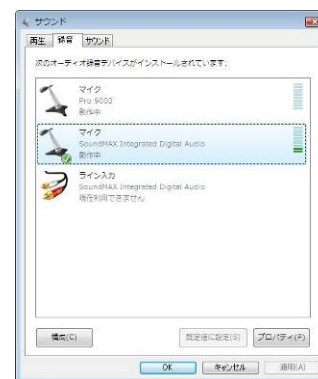 サウンド
再生 録音 サウンド
次のオーディオ録音デバイスがインストールされています:
マイク
Pro 9000
動作中
マイク
SoundMAX Integrated Digital Audio
動作中
ライン入力
SoundMAX Integrated Digital Audio
現在利用できません
構成(C) 既定値に設定(S) プロパティ(P)
OK キャンセル 適用(A)